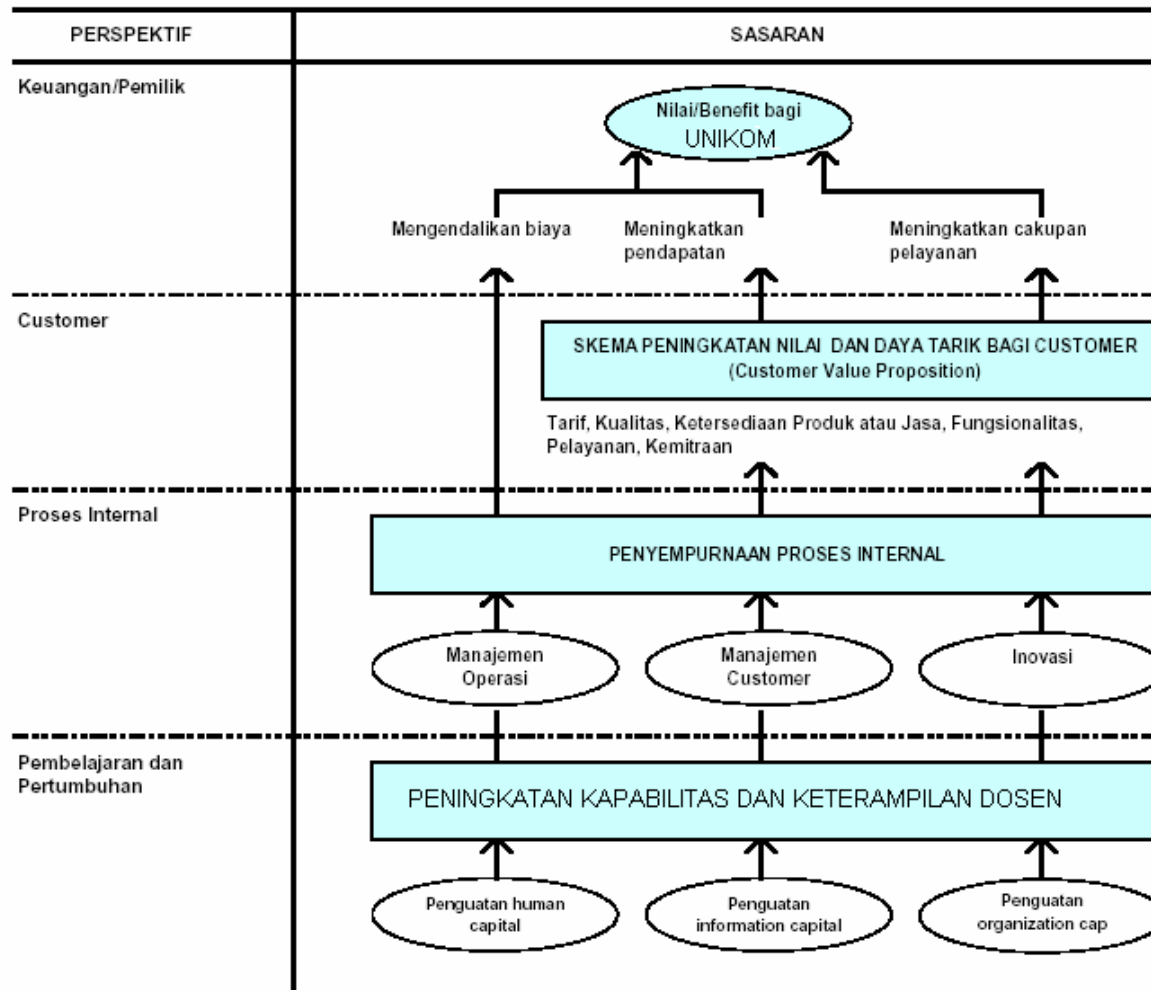 PERSPEKTIF
SASARAN
Keuangan/Pemilik
Nilai/Benefit bagi
UNIKOM
Mengendalikan biaya
Meningkatkan
pendapatan
Meningkatkan cakupan
pelayanan
Customer
SKEMA PENINGKATAN NILAI DAN DAYA TARIK BAGI CUSTOMER
(Customer Value Proposition)
Tarif, Kualitas, Ketersediaan Produk atau Jasa, Fungsionalitas,
Pelayanan, Kemitraan
Proses Internal
PENYEMPURNAAN PROSES INTERNAL
Manajemen
Operasi
Manajemen
Customer
Inovasi
Pembelajaran dan
Pertumbuhan
PENINGKATAN KAPABILITAS DAN KETERAMPILAN DOSEN
Penguatan human
capital
Penguatan
information capital
Penguatan
organization cap